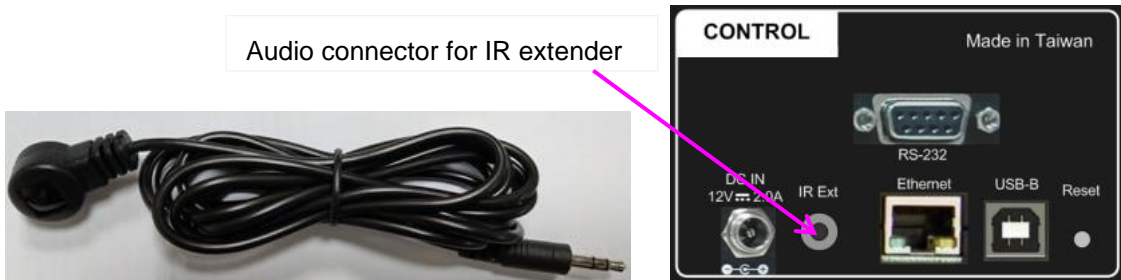 Audio connector for IR extender
CONTROL
Made in Taiwan
RS-232
DC IN
12V⎓2.0A
IR Ext
Ethernet
USB-B
Reset